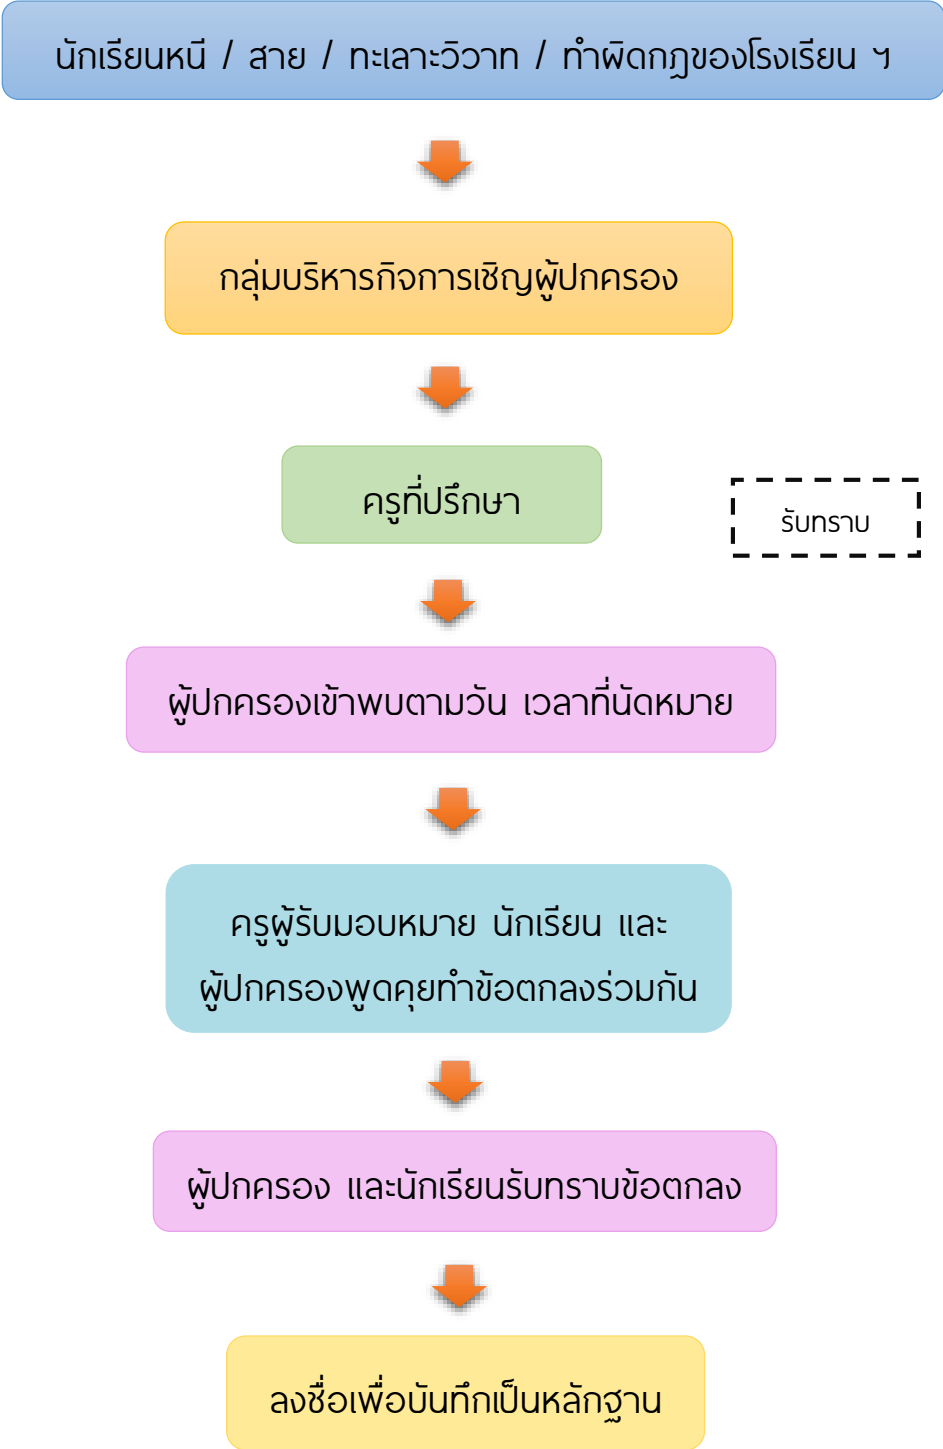 นักเรียนหนี / สาย / ทะเลาะวิวาท / ทำผิดกฎของโรงเรียน ฯ
กลุ่มบริหารกิจการเชิญผู้ปกครอง
ครูที่ปรึกษา
รับทราบ
ผู้ปกครองเข้าพบตามวัน เวลาที่นัดหมาย
ครูผู้รับมอบหมาย นักเรียน และ
ผู้ปกครองพูดคุยทำข้อตกลงร่วมกัน
ผู้ปกครอง และนักเรียนรับทราบข้อตกลง
ลงชื่อเพื่อบันทึกเป็นหลักฐาน